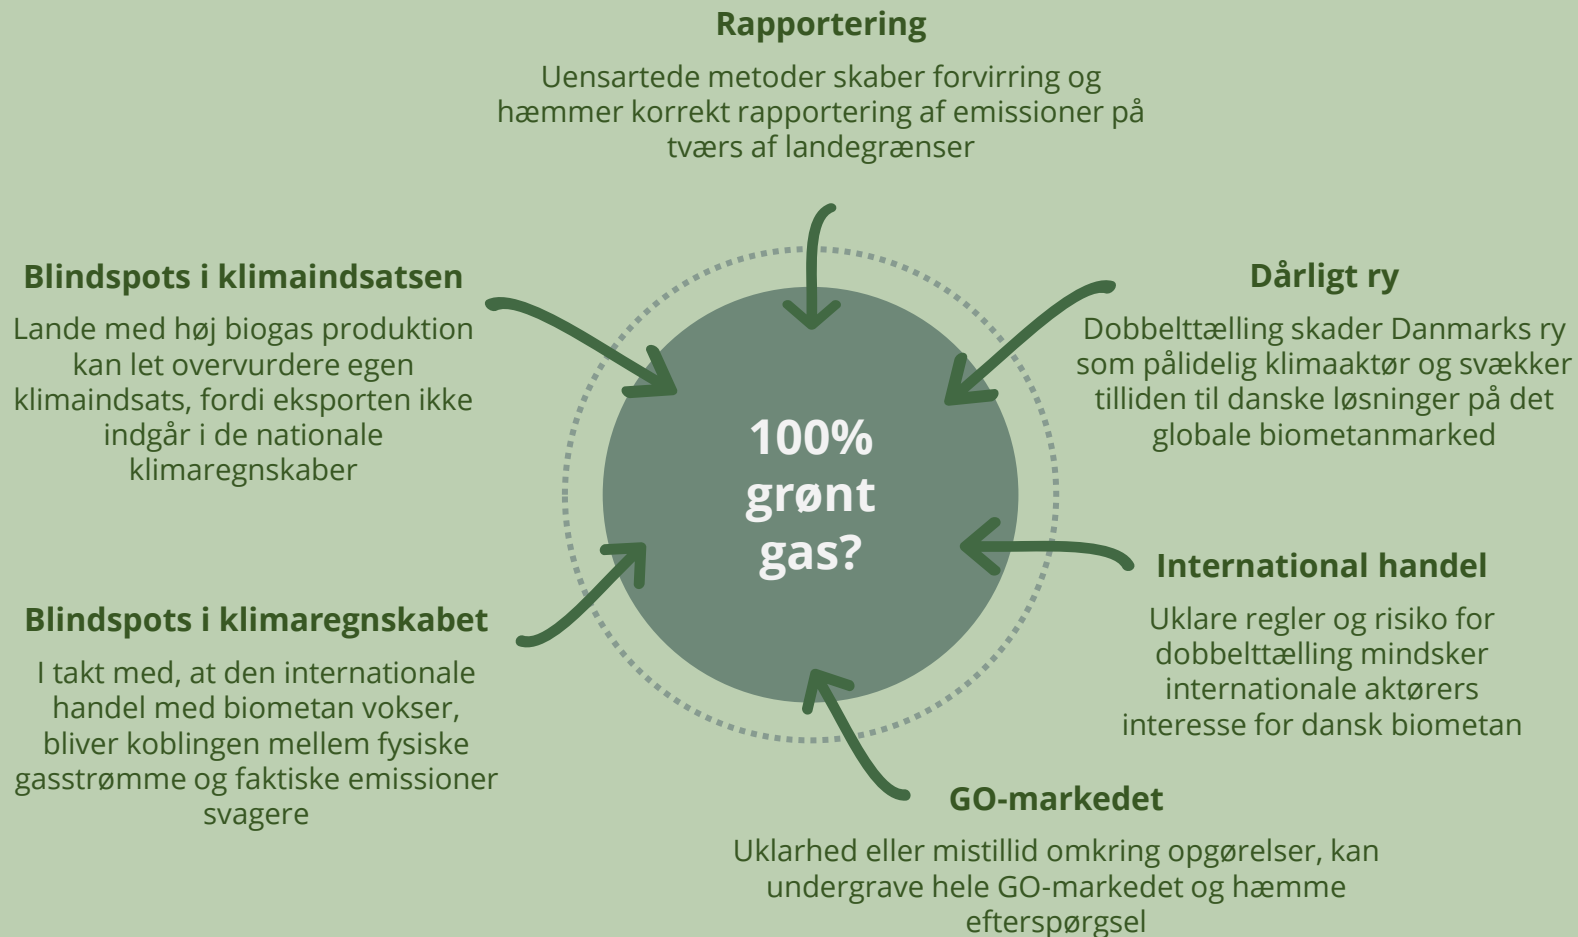 Rapportering
Uensartede metoder skaber forvirring og
hæmmer korrekt rapportering af emissioner på
tværs af landegrænser
Blindspots i klimaindsatsen
Lande med høj biogas produktion
kan let overvurdere egen
klimaindsats, fordi eksporten ikke
indgår i de nationale
klimaregnskaber
Dårligt ry
Dobbelttælling skader Danmarks ry
som pålidelig klimaaktør og svækker
tilliden til danske løsninger på det
globale biometanmarked
100%
grønt
gas?
Blindspots i klimaregnskabet
I takt med, at den internationale
handel med biometan vokser,
bliver koblingen mellem fysiske
gasstrømme og faktiske emissioner
svagere
International handel
Uklare regler og risiko for
dobbelttælling mindsker
internationale aktørers
interesse for dansk biometan
GO-markedet
Uklarhed eller mistillid omkring opgørelser, kan
undergrave hele GO-markedet og hæmme
efterspørgsel